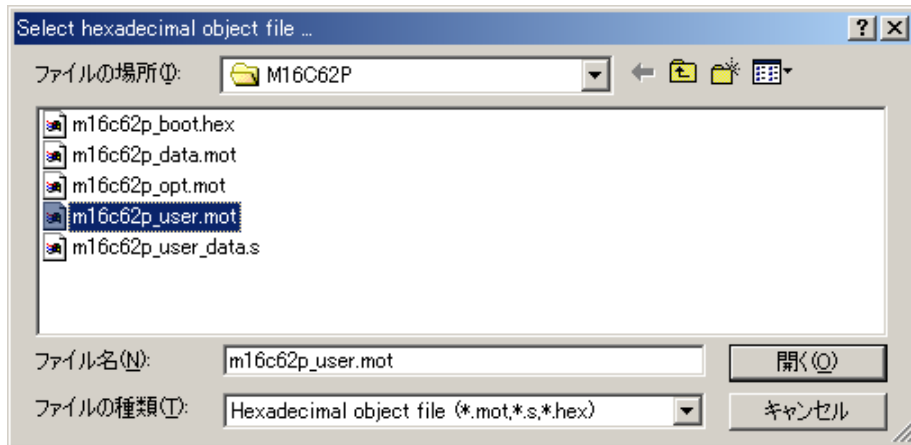 Select hexadecimal object file ...
ファイルの場所(I):
M16C62P
m16c62p_boot.hex
m16c62p_data.mot
m16c62p_opt.mot
m16c62p_user.mot
m16c62p_user_data.s
ファイル名(N):
m16c62p_user.mot
開く(O)
ファイルの種類(T):
Hexadecimal object file (*.mot,*.s,*.hex)
キャンセル